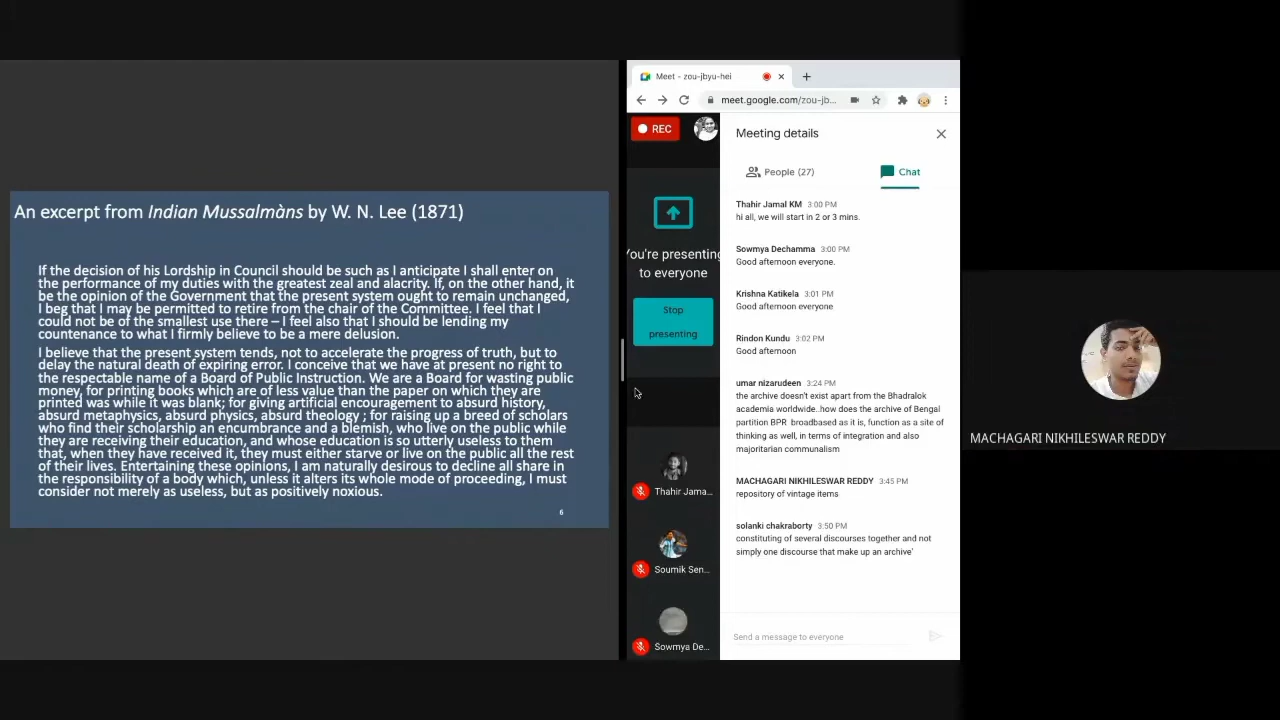 An excerpt from Indian Mussalmàns by W. N. Lee (1871)
If the decision of his Lordship in Council should be such as I anticipate I shall enter on
the performance of my duties with the greatest zeal and alacrity. If, on the other hand, it
be the opinion of the Government that the present system ought to remain unchanged,
I beg that I may be permitted to retire from the chair of the Committee. I feel that I
could not be of the smallest use there – I feel also that I should be lending my
countenance to what I firmly believe to be a mere delusion.
I believe that the present system tends, not to accelerate the progress of truth, but to
delay the natural death of expiring error. I conceive that we have at present no right to
the respectable name of a Board of Public Instruction. We are a Board for wasting public
money, for printing books which are of less value than the paper on which they are
printed was while it was blank; for giving artificial encouragement to absurd history,
absurd metaphysics, absurd physics, absurd theology ; for raising up a breed of scholars
who find their scholarship an encumbrance and a blemish, who live on the public while
they are receiving their education, and whose education is so utterly useless to them
that, when they have received it, they must either starve or live on the public all the rest
of their lives. Entertaining these opinions, I am naturally desirous to decline all share in
the responsibility of a body which, unless it alters its whole mode of proceeding, I must
consider not merely as useless, but as positively noxious.
6
Meet - zou-jbyu-hei
meet.google.com/zou-jb...
REC
You're presenting
to everyone
Stop
presenting
Thahir Jama...
Soumik Sen...
Sowmya De...
Meeting details
People (27)
Chat
Thahir Jamal KM 3:00 PM
hi all, we will start in 2 or 3 mins.
Sowmya Dechamma 3:00 PM
Good afternoon everyone.
Krishna Katikela 3:01 PM
Good afternoon everyone
Rindon Kundu 3:02 PM
Good afternoon
umar nizarudeen 3:24 PM
the archive doesn't exist apart from the Bhadralok
academia worldwide..how does the archive of Bengal
partition BPR broadbased as it is, function as a site of
thinking as well, in terms of integration and also
majoritarian communalism
MACHAGARI NIKHILESWAR REDDY 3:45 PM
repository of vintage items
solanki chakraborty 3:50 PM
constituting of several discourses together and not
simply one discourse that make up an archive'
Send a message to everyone
MACHAGARI NIKHILESWAR REDDY